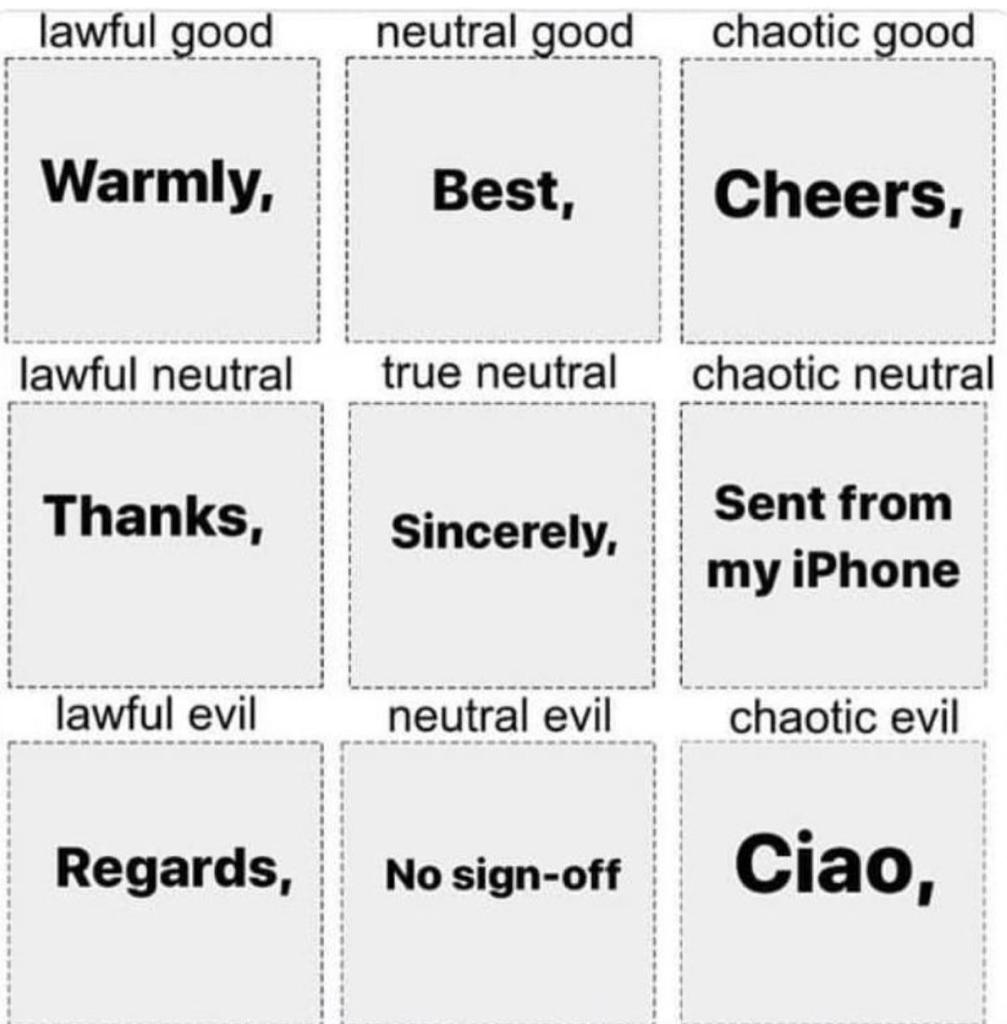 lawful good
neutral good
chaotic good
Warmly,
Best,
Cheers,
lawful neutral
true neutral
chaotic neutral
Thanks,
Sincerely,
Sent from
my iPhone
lawful evil
neutral evil
chaotic evil
Regards,
No sign-off
Ciao,